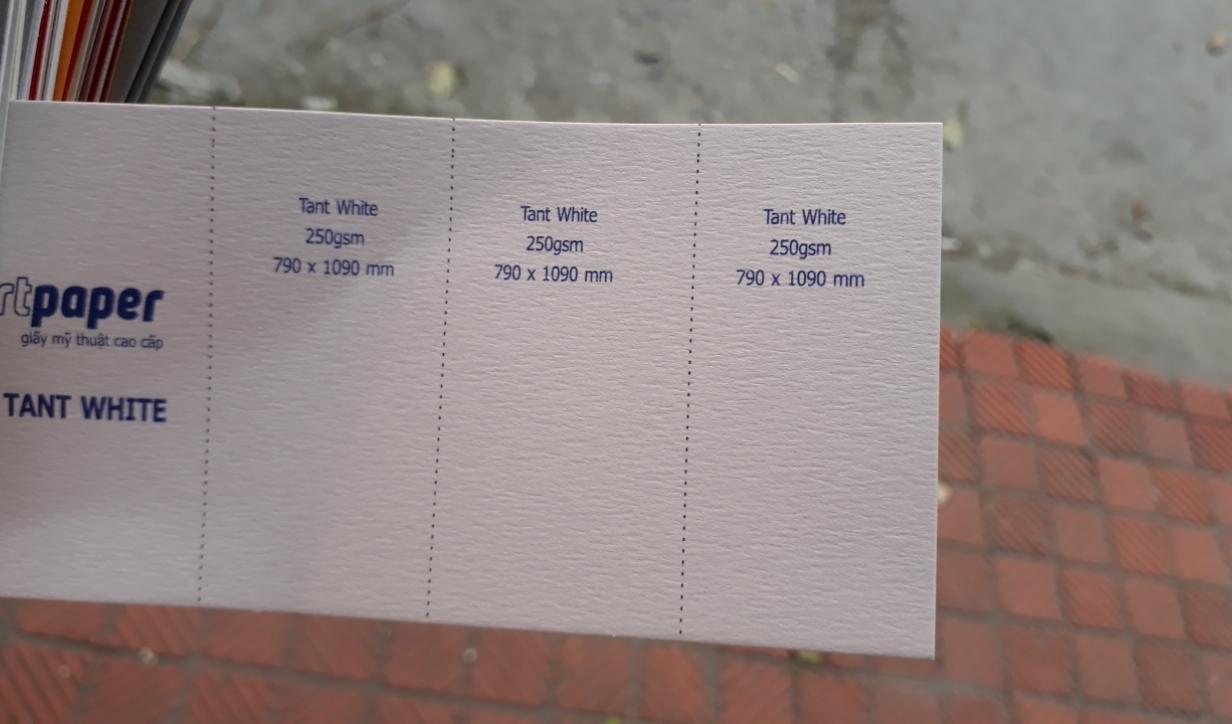 rtpaper
giấy mỹ thuật cao cấp
TANT WHITE
Tant White
250gsm
790 x 1090 mm
Tant White
250gsm
790 x 1090 mm
Tant White
250gsm
790 x 1090 mm